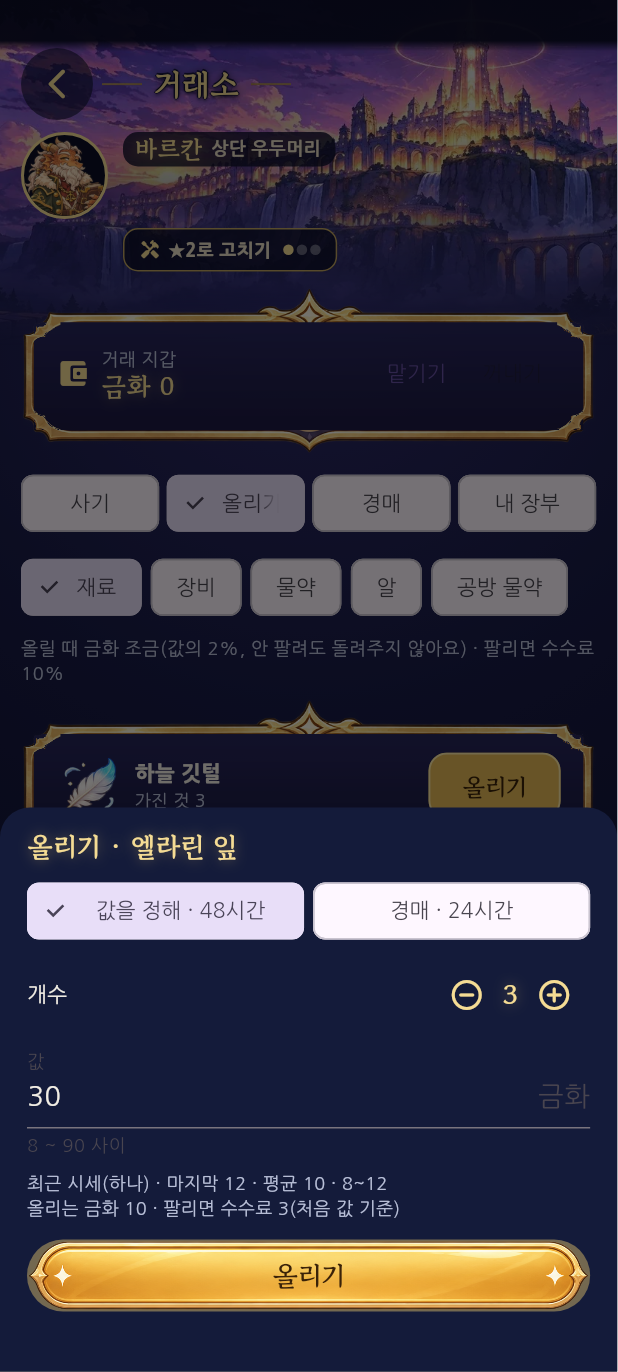 거래소
바르칸 상단 우두머리
★2로 고치기
거래 지갑
금화 0
맡기기
사기
올리기
경매
내 장부
재료
장비
물약
알
공방 물약
올릴 때 금화 조금(값의 2%, 안 팔려도 돌려주지 않아요) · 팔리면 수수료
10%
하늘 깃털
가진 것 3
올리기
올리기 · 엘라린 잎
값을 정해 · 48시간
경매 · 24시간
개수
3
값
30
금화
8 ~ 90 사이
최근 시세(하나) · 마지막 12 · 평균 10 · 8~12
올리는 금화 10 · 팔리면 수수료 3(처음 값 기준)
올리기